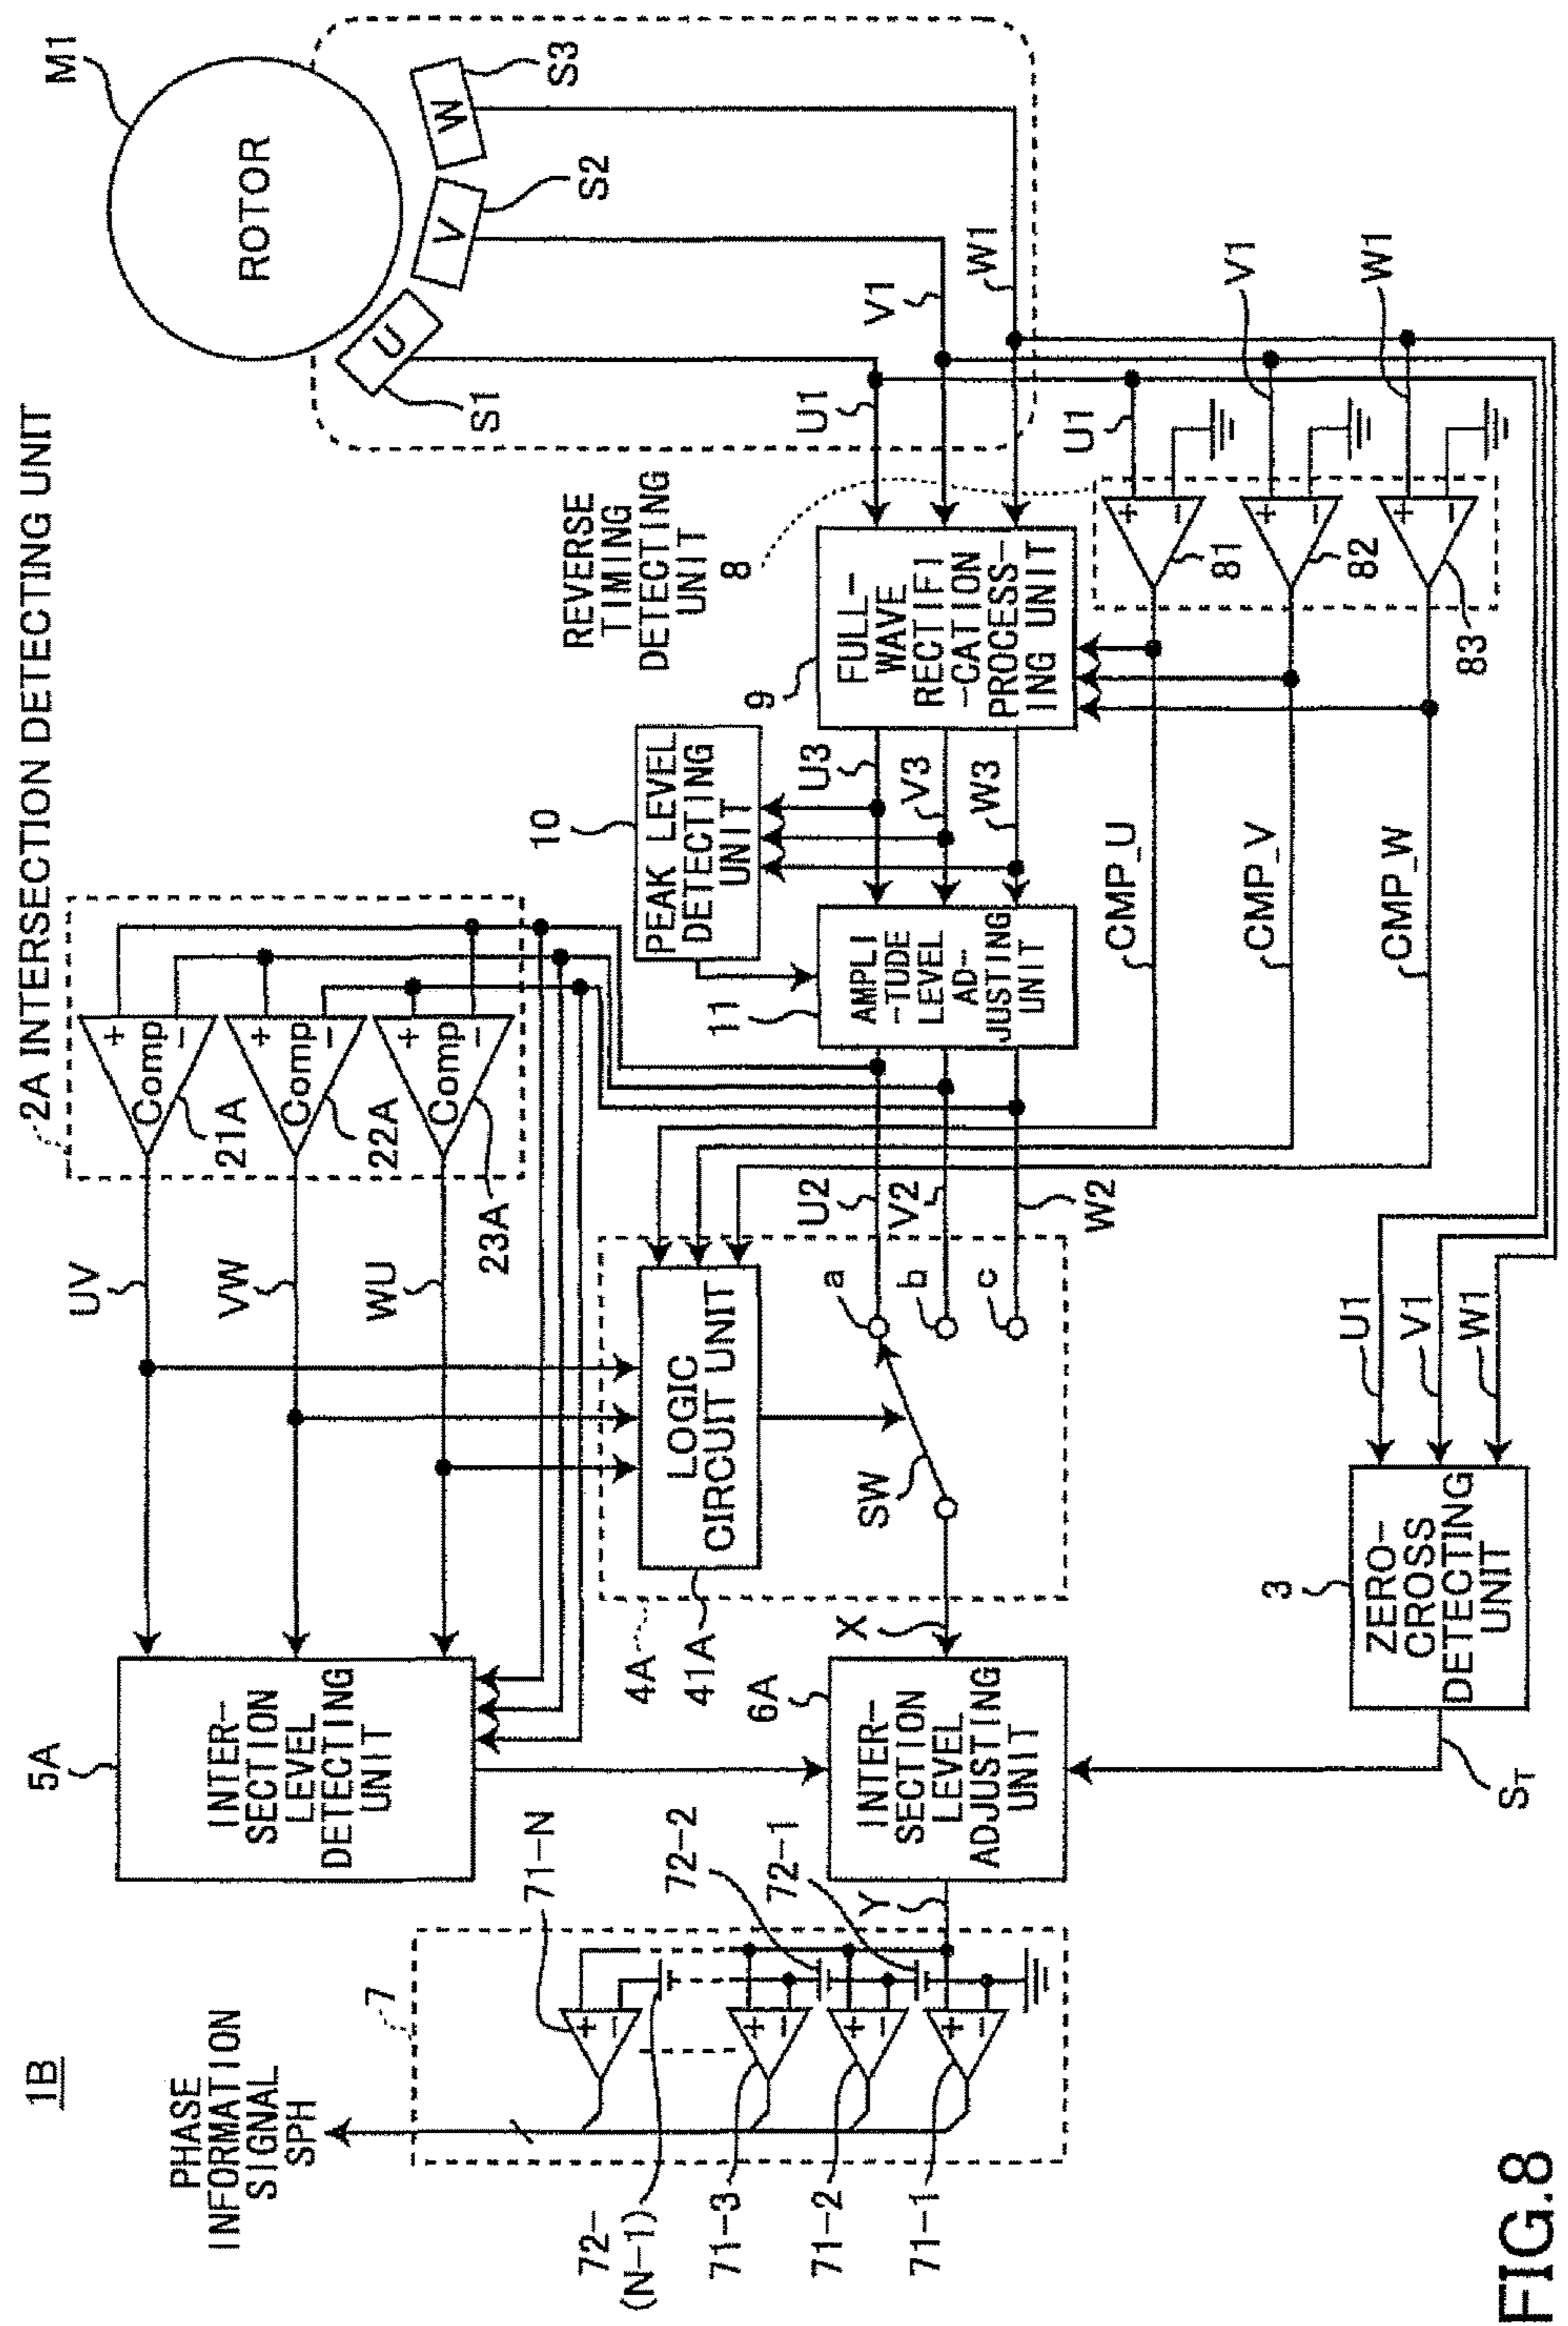 1B
2A INTERSECTION DETECTING UNIT
M1
ROTOR
U
V
W
S1
S2
S3
5A
INTER-
SECTION
LEVEL
DETECTING
UNIT
UV
VW
WU
Comp
+
−
21A
Comp
+
−
22A
Comp
+
−
23A
PHASE
INFORMATION
SIGNAL
SPH
7
71-N
72-2
72-1
72-
(N-1)
71-3
71-2
71-1
+
−
+
−
+
−
+
−
Y
6A
INTER-
SECTION
LEVEL
ADJUSTING
UNIT
X
4A
41A
LOGIC
CIRCUIT UNIT
SW
a
b
c
U2
V2
W2
10
PEAK LEVEL
DETECTING
UNIT
11
AMPLI
-TUDE
LEVEL
AD-
JUSTING
UNIT
U3
V3
W3
9
FULL-
WAVE
RECTIFI
-CATION
PROCESS-
ING UNIT
REVERSE
TIMING
DETECTING
UNIT
8
U1
V1
W1
CMP_U
CMP_V
CMP_W
+
−
81
+
−
82
+
−
83
U1
V1
W1
3
ZERO-
CROSS
DETECTING
UNIT
U1
V1
W1
ST
FIG.8